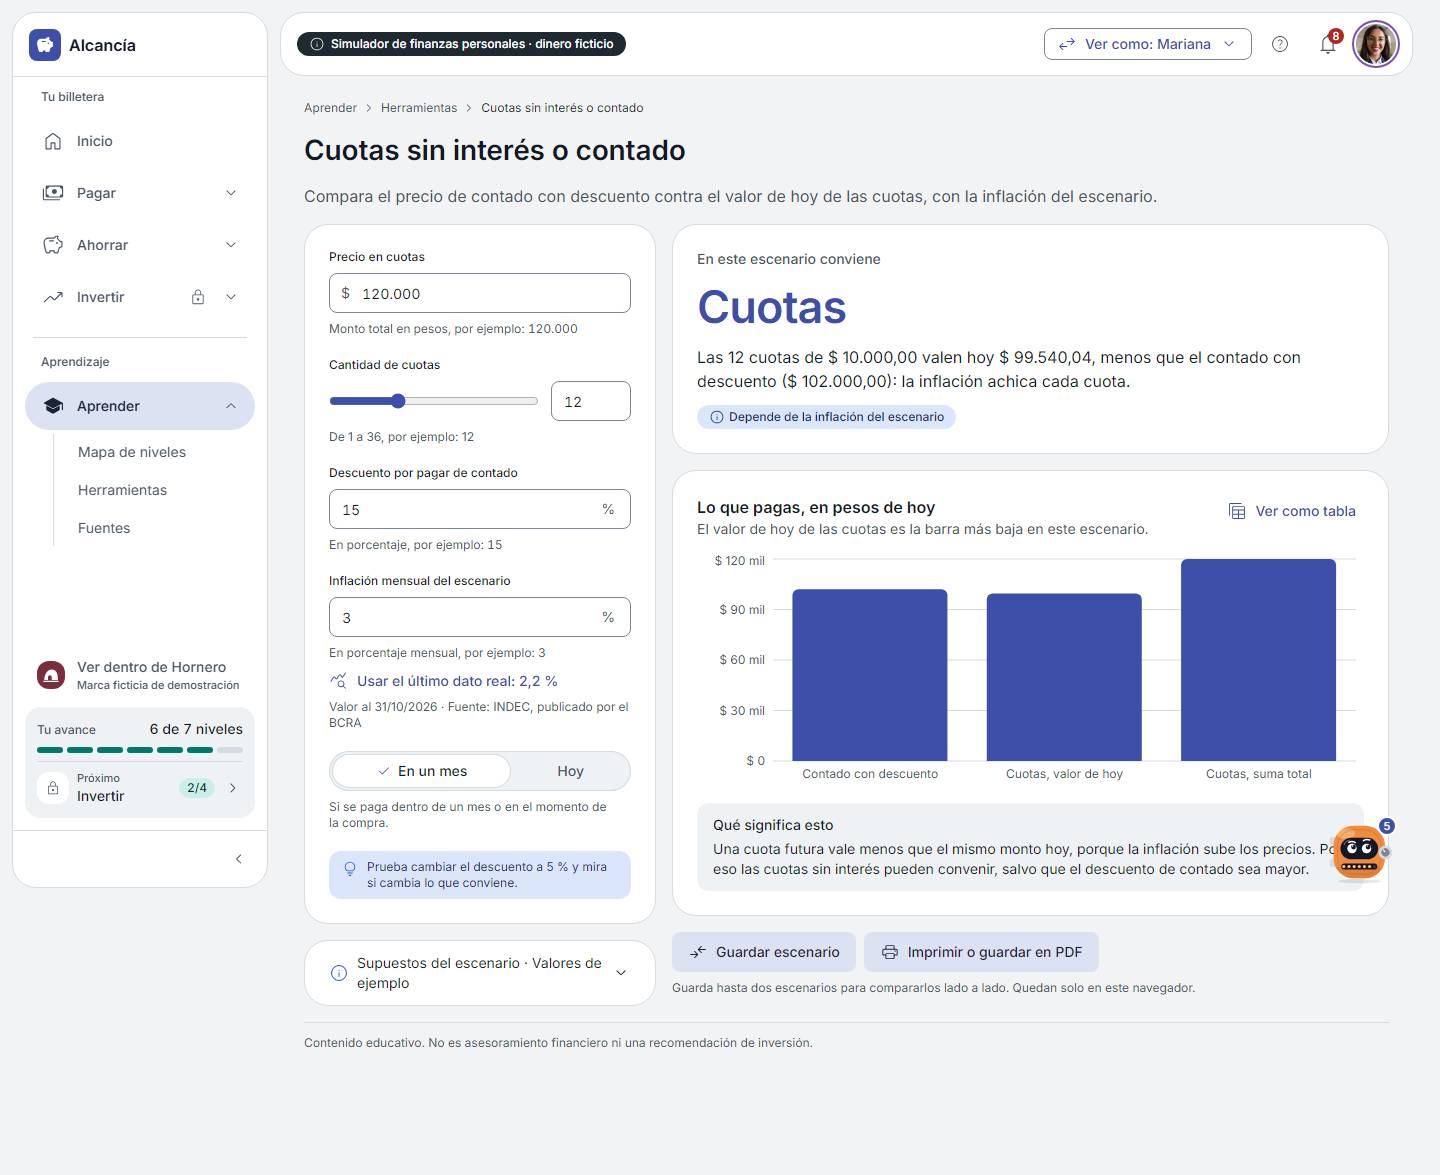 Alcancía
Simulador de finanzas personales · dinero ficticio
Ver como: Mariana
8
Tu billetera
Inicio
Pagar
Ahorrar
Invertir
Aprendizaje
Aprender
Mapa de niveles
Herramientas
Fuentes
Ver dentro de Hornero
Marca ficticia de demostración
Tu avance
6 de 7 niveles
Próximo
Invertir
2/4
Aprender
Herramientas
Cuotas sin interés o contado
Cuotas sin interés o contado
Compara el precio de contado con descuento contra el valor de hoy de las cuotas, con la inflación del escenario.
Precio en cuotas
$ 120.000
Monto total en pesos, por ejemplo: 120.000
Cantidad de cuotas
12
De 1 a 36, por ejemplo: 12
Descuento por pagar de contado
15 %
En porcentaje, por ejemplo: 15
Inflación mensual del escenario
3 %
En porcentaje mensual, por ejemplo: 3
Usar el último dato real: 2,2 %
Valor al 31/10/2026 · Fuente: INDEC, publicado por el
BCRA
En un mes
Hoy
Si se paga dentro de un mes o en el momento de
la compra.
Prueba cambiar el descuento a 5 % y mira
si cambia lo que conviene.
Supuestos del escenario · Valores de
ejemplo
En este escenario conviene
Cuotas
Las 12 cuotas de $ 10.000,00 valen hoy $ 99.540,04, menos que el contado con
descuento ($ 102.000,00): la inflación achica cada cuota.
Depende de la inflación del escenario
Lo que pagas, en pesos de hoy
El valor de hoy de las cuotas es la barra más baja en este escenario.
Ver como tabla
$ 120 mil
$ 90 mil
$ 60 mil
$ 30 mil
$ 0
Contado con descuento
Cuotas, valor de hoy
Cuotas, suma total
Qué significa esto
Una cuota futura vale menos que el mismo monto hoy, porque la inflación sube los precios.
eso las cuotas sin interés pueden convenir, salvo que el descuento de contado sea mayor.
5
Guardar escenario
Imprimir o guardar en PDF
Guarda hasta dos escenarios para compararlos lado a lado. Quedan solo en este navegador.
Contenido educativo. No es asesoramiento financiero ni una recomendación de inversión.